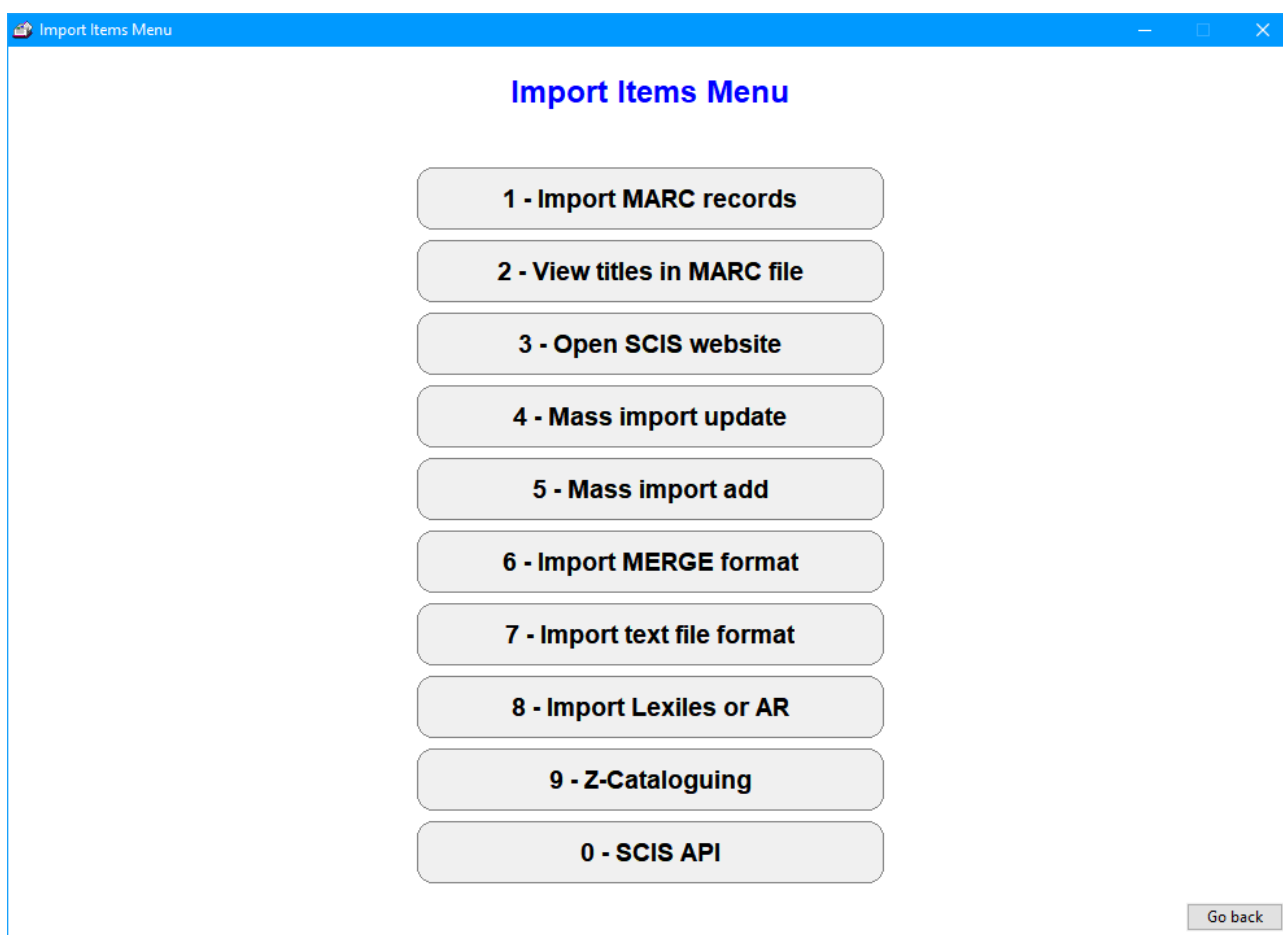 Import Items Menu
Import Items Menu
1 - Import MARC records
2 - View titles in MARC file
3 - Open SCIS website
4 - Mass import update
5 - Mass import add
6 - Import MERGE format
7 - Import text file format
8 - Import Lexiles or AR
9 - Z-Cataloguing
0 - SCIS API
Go back